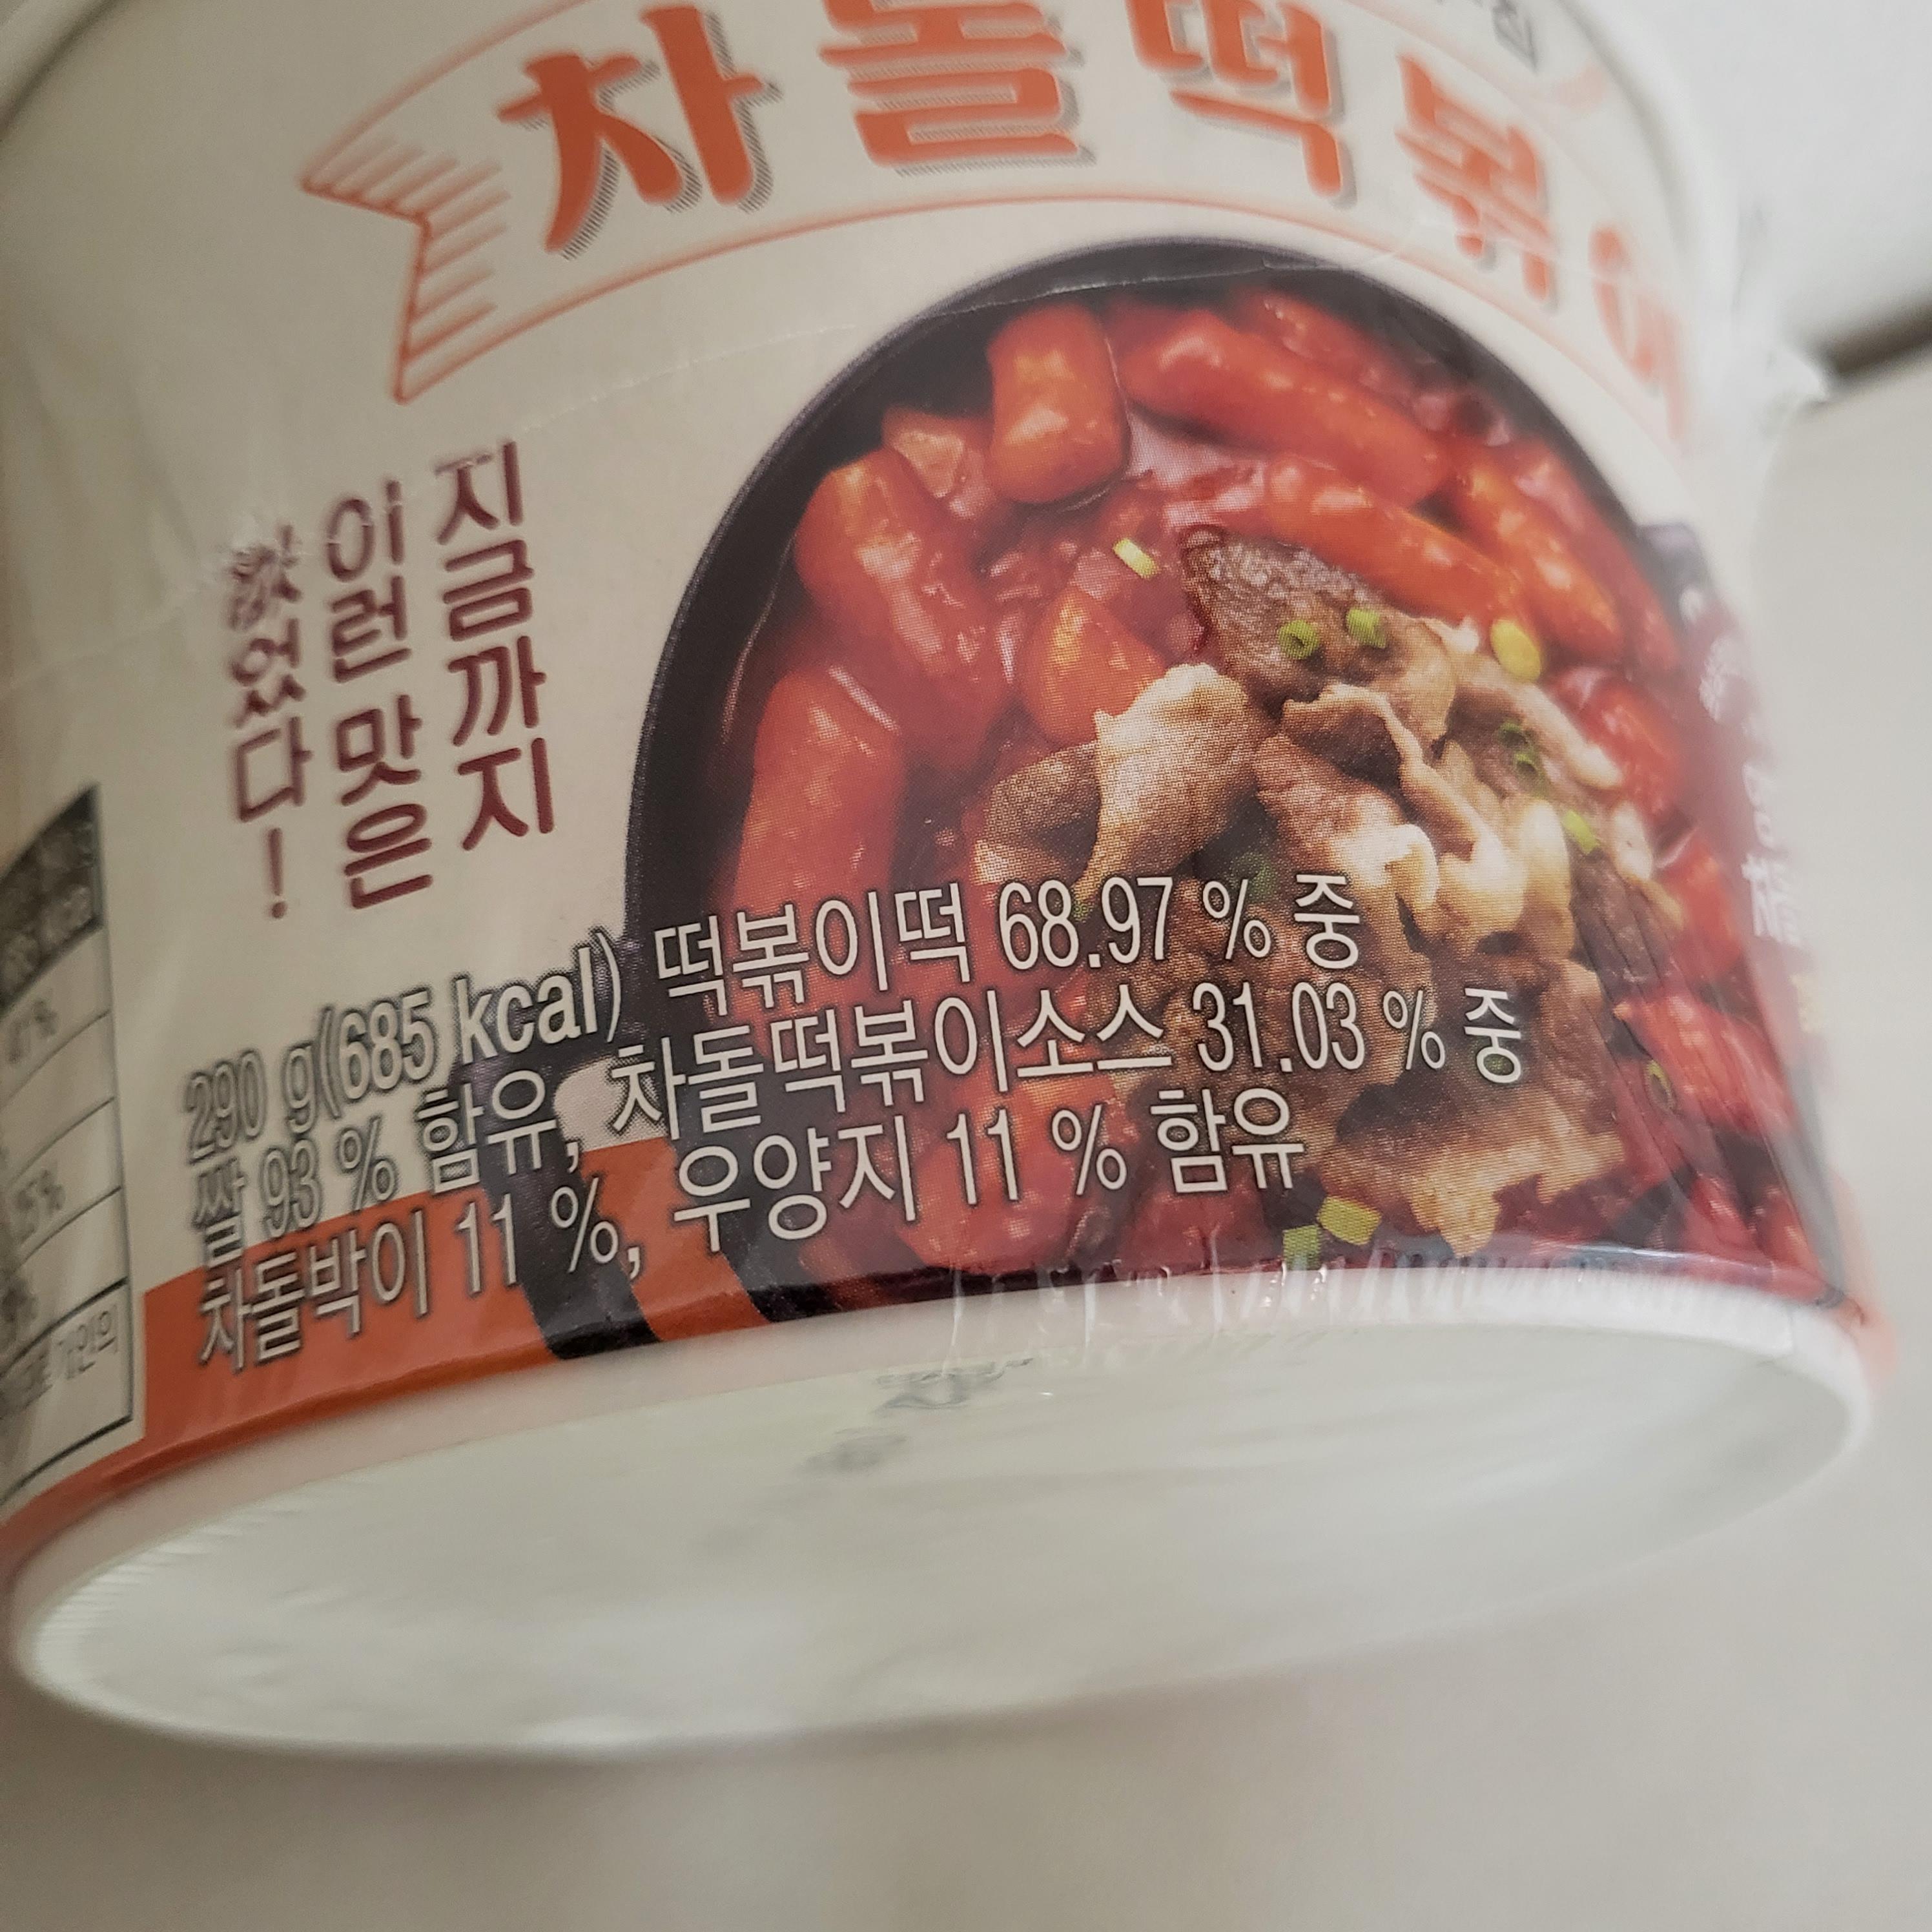 차돌떡볶이
지금까지
이런 맛은
없었다!
290 g(685 kcal) 떡볶이떡 68.97 % 중
쌀 93 % 함유, 차돌떡볶이소스 31.03 % 중
차돌박이 11 %, 우양지 11 % 함유